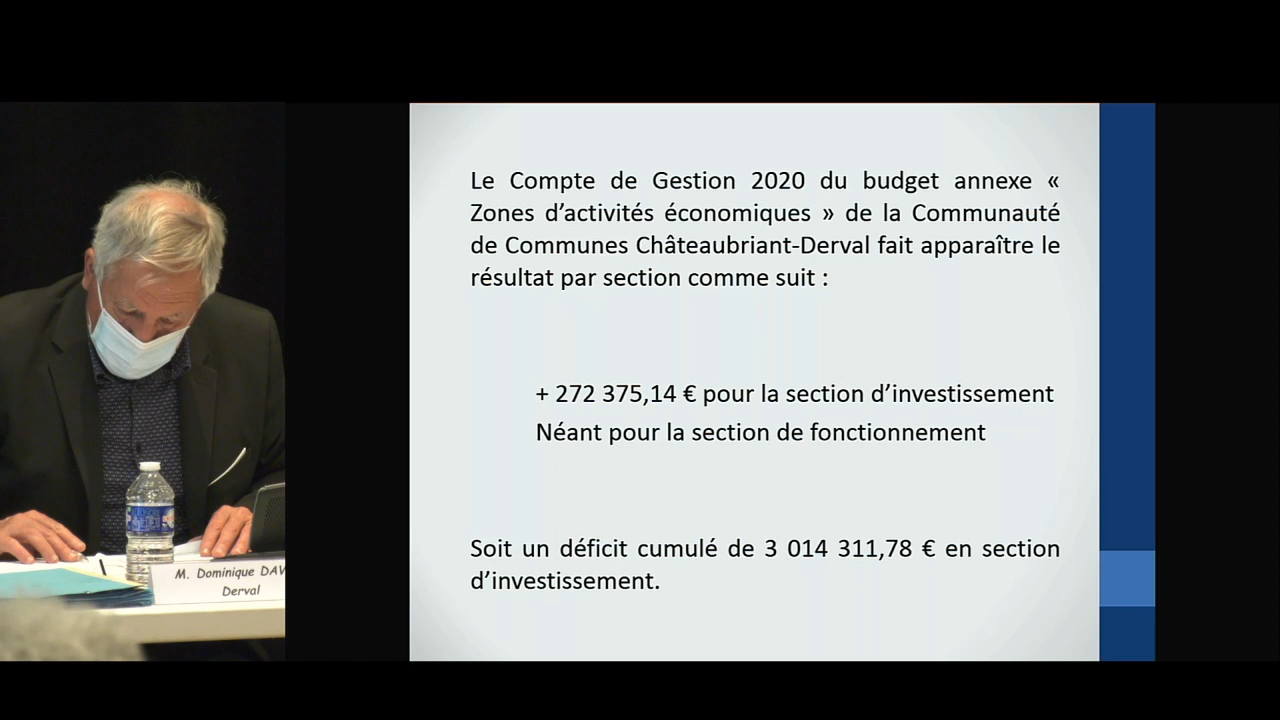 Le Compte de Gestion 2020 du budget annexe «
Zones d’activités économiques » de la Communauté
de Communes Châteaubriant-Derval fait apparaître le
résultat par section comme suit :
+ 272 375,14 € pour la section d’investissement
Néant pour la section de fonctionnement
Soit un déficit cumulé de 3 014 311,78 € en section
d’investissement.
M. Dominique DAV
Derval